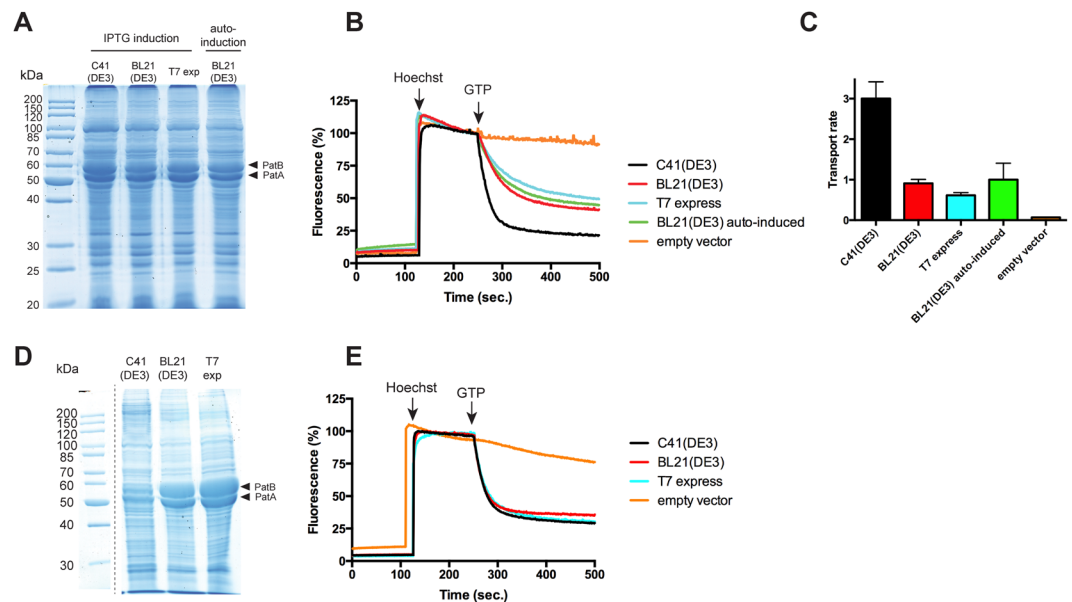 A
IPTG induction
auto-
induction
C41
(DE3)
BL21
(DE3)
T7 exp
BL21
(DE3)
kDa
200
150
120
100
85
70
60
50
40
30
25
20
PatB
PatA
B
Hoechst
GTP
Fluorescence (%)
125
100
75
50
25
0
0 100 200 300 400 500
Time (sec.)
C41(DE3)
BL21(DE3)
T7 express
BL21(DE3) auto-induced
empty vector
C
Transport rate
4
3
2
1
0
C41(DE3)
BL21(DE3)
T7 express
BL21(DE3) auto-induced
empty vector
D
kDa
C41
(DE3)
BL21
(DE3)
T7
exp
200
150
120
100
85
70
60
50
40
30
PatB
PatA
E
Hoechst
GTP
Fluorescence (%)
125
100
75
50
25
0
0 100 200 300 400 500
Time (sec.)
C41(DE3)
BL21(DE3)
T7 express
empty vector